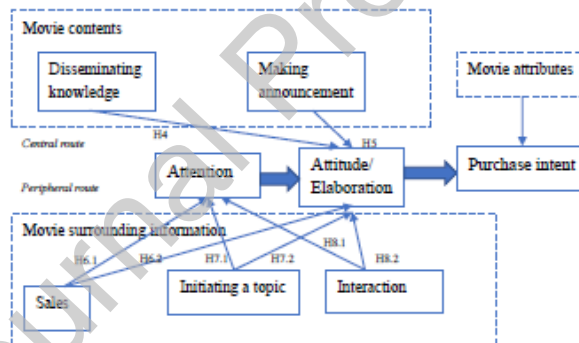 Movie contents
Disseminating
knowledge
Making
announcement
Movie attributes
H4
Central route
H5
Attention
Attitude/
Elaboration
Purchase intent
Peripheral route
Movie surrounding information
H6.1
H6.2
H7.1
H7.2
H8.1
H8.2
Sales
Initiating a topic
Interaction